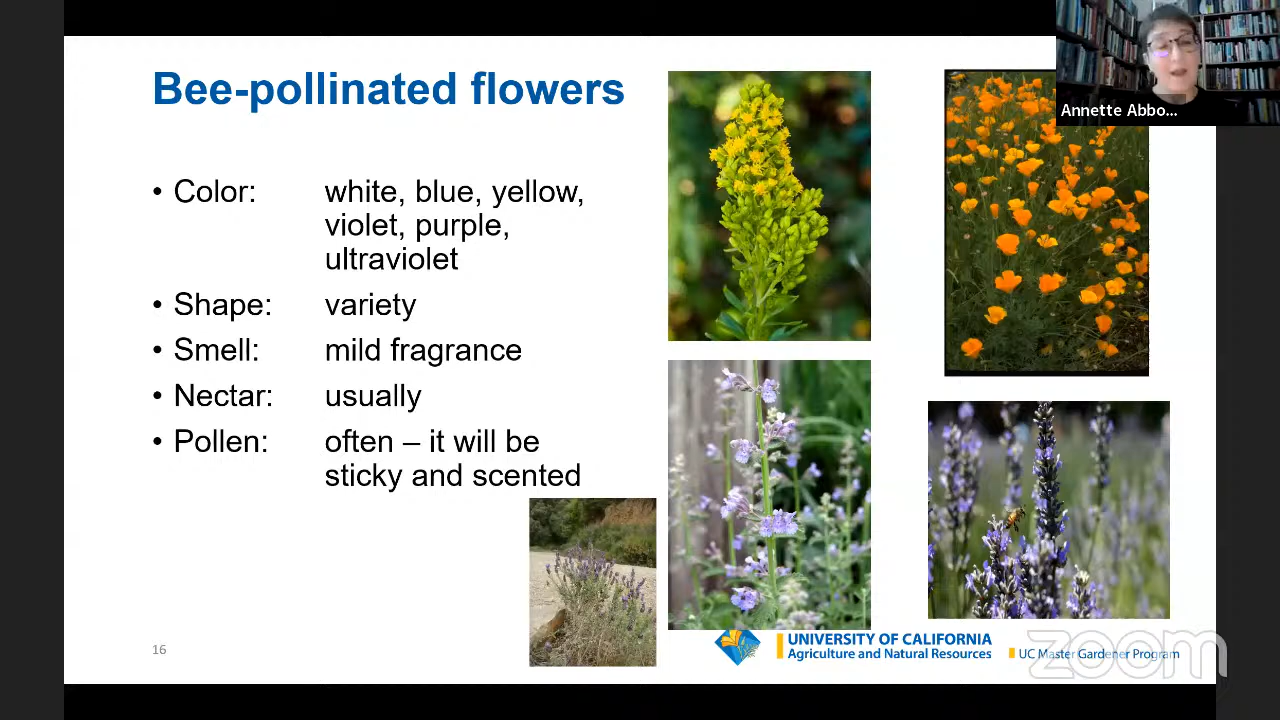 Annette Abbo...
Bee-pollinated flowers
• Color: white, blue, yellow,
violet, purple,
ultraviolet
• Shape: variety
• Smell: mild fragrance
• Nectar: usually
• Pollen: often – it will be
sticky and scented
16
UNIVERSITY OF CALIFORNIA
Agriculture and Natural Resources
UC Master Gardener Program
zoom